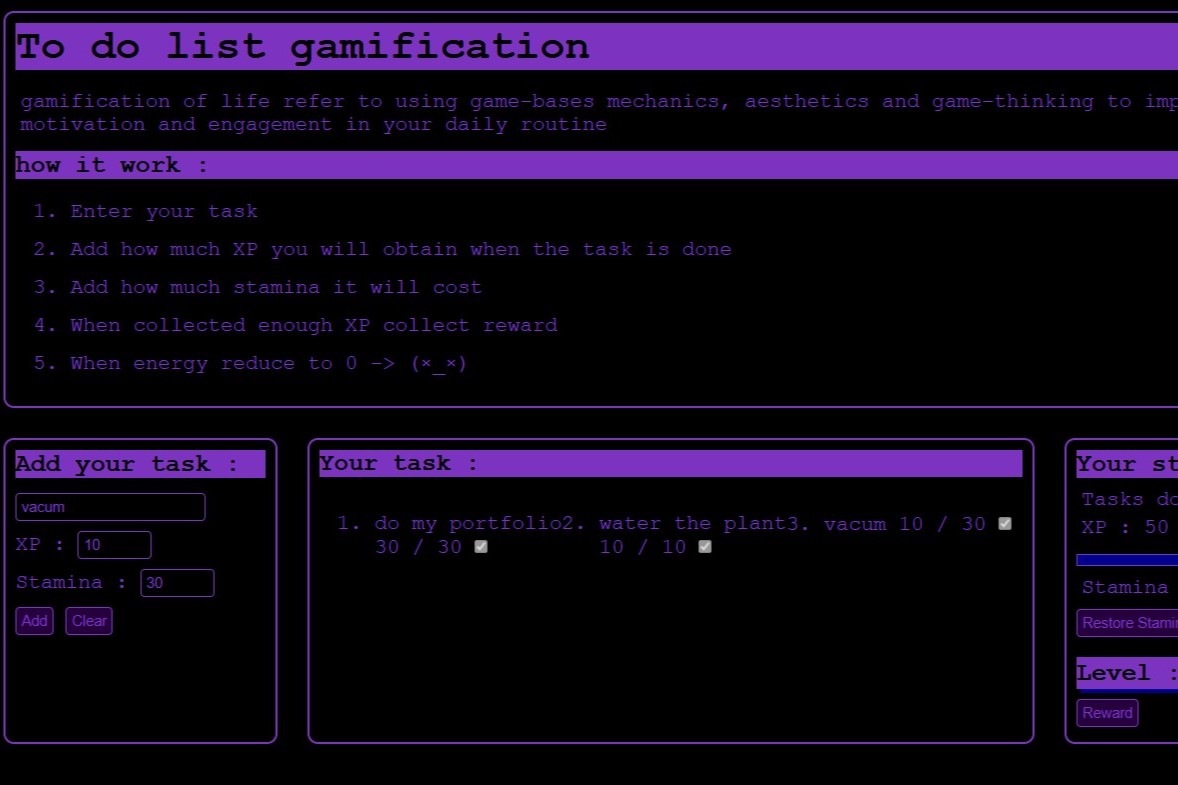 To do list gamification
gamification of life refer to using game-bases mechanics, aesthetics and game-thinking to
motivation and engagement in your daily routine
how it work :
1. Enter your task
2. Add how much XP you will obtain when the task is done
3. Add how much stamina it will cost
4. When collected enough XP collect reward
5. When energy reduce to 0 -> (×_×)
Add your task :
vacum
XP : 10
Stamina : 30
Add Clear
Your task :
1. do my portfolio
30 / 30
2. water the plant
10 / 10
3. vacum 10 / 30
Your
Tasks
XP : 50
Stamina
Restore
Level :
Reward